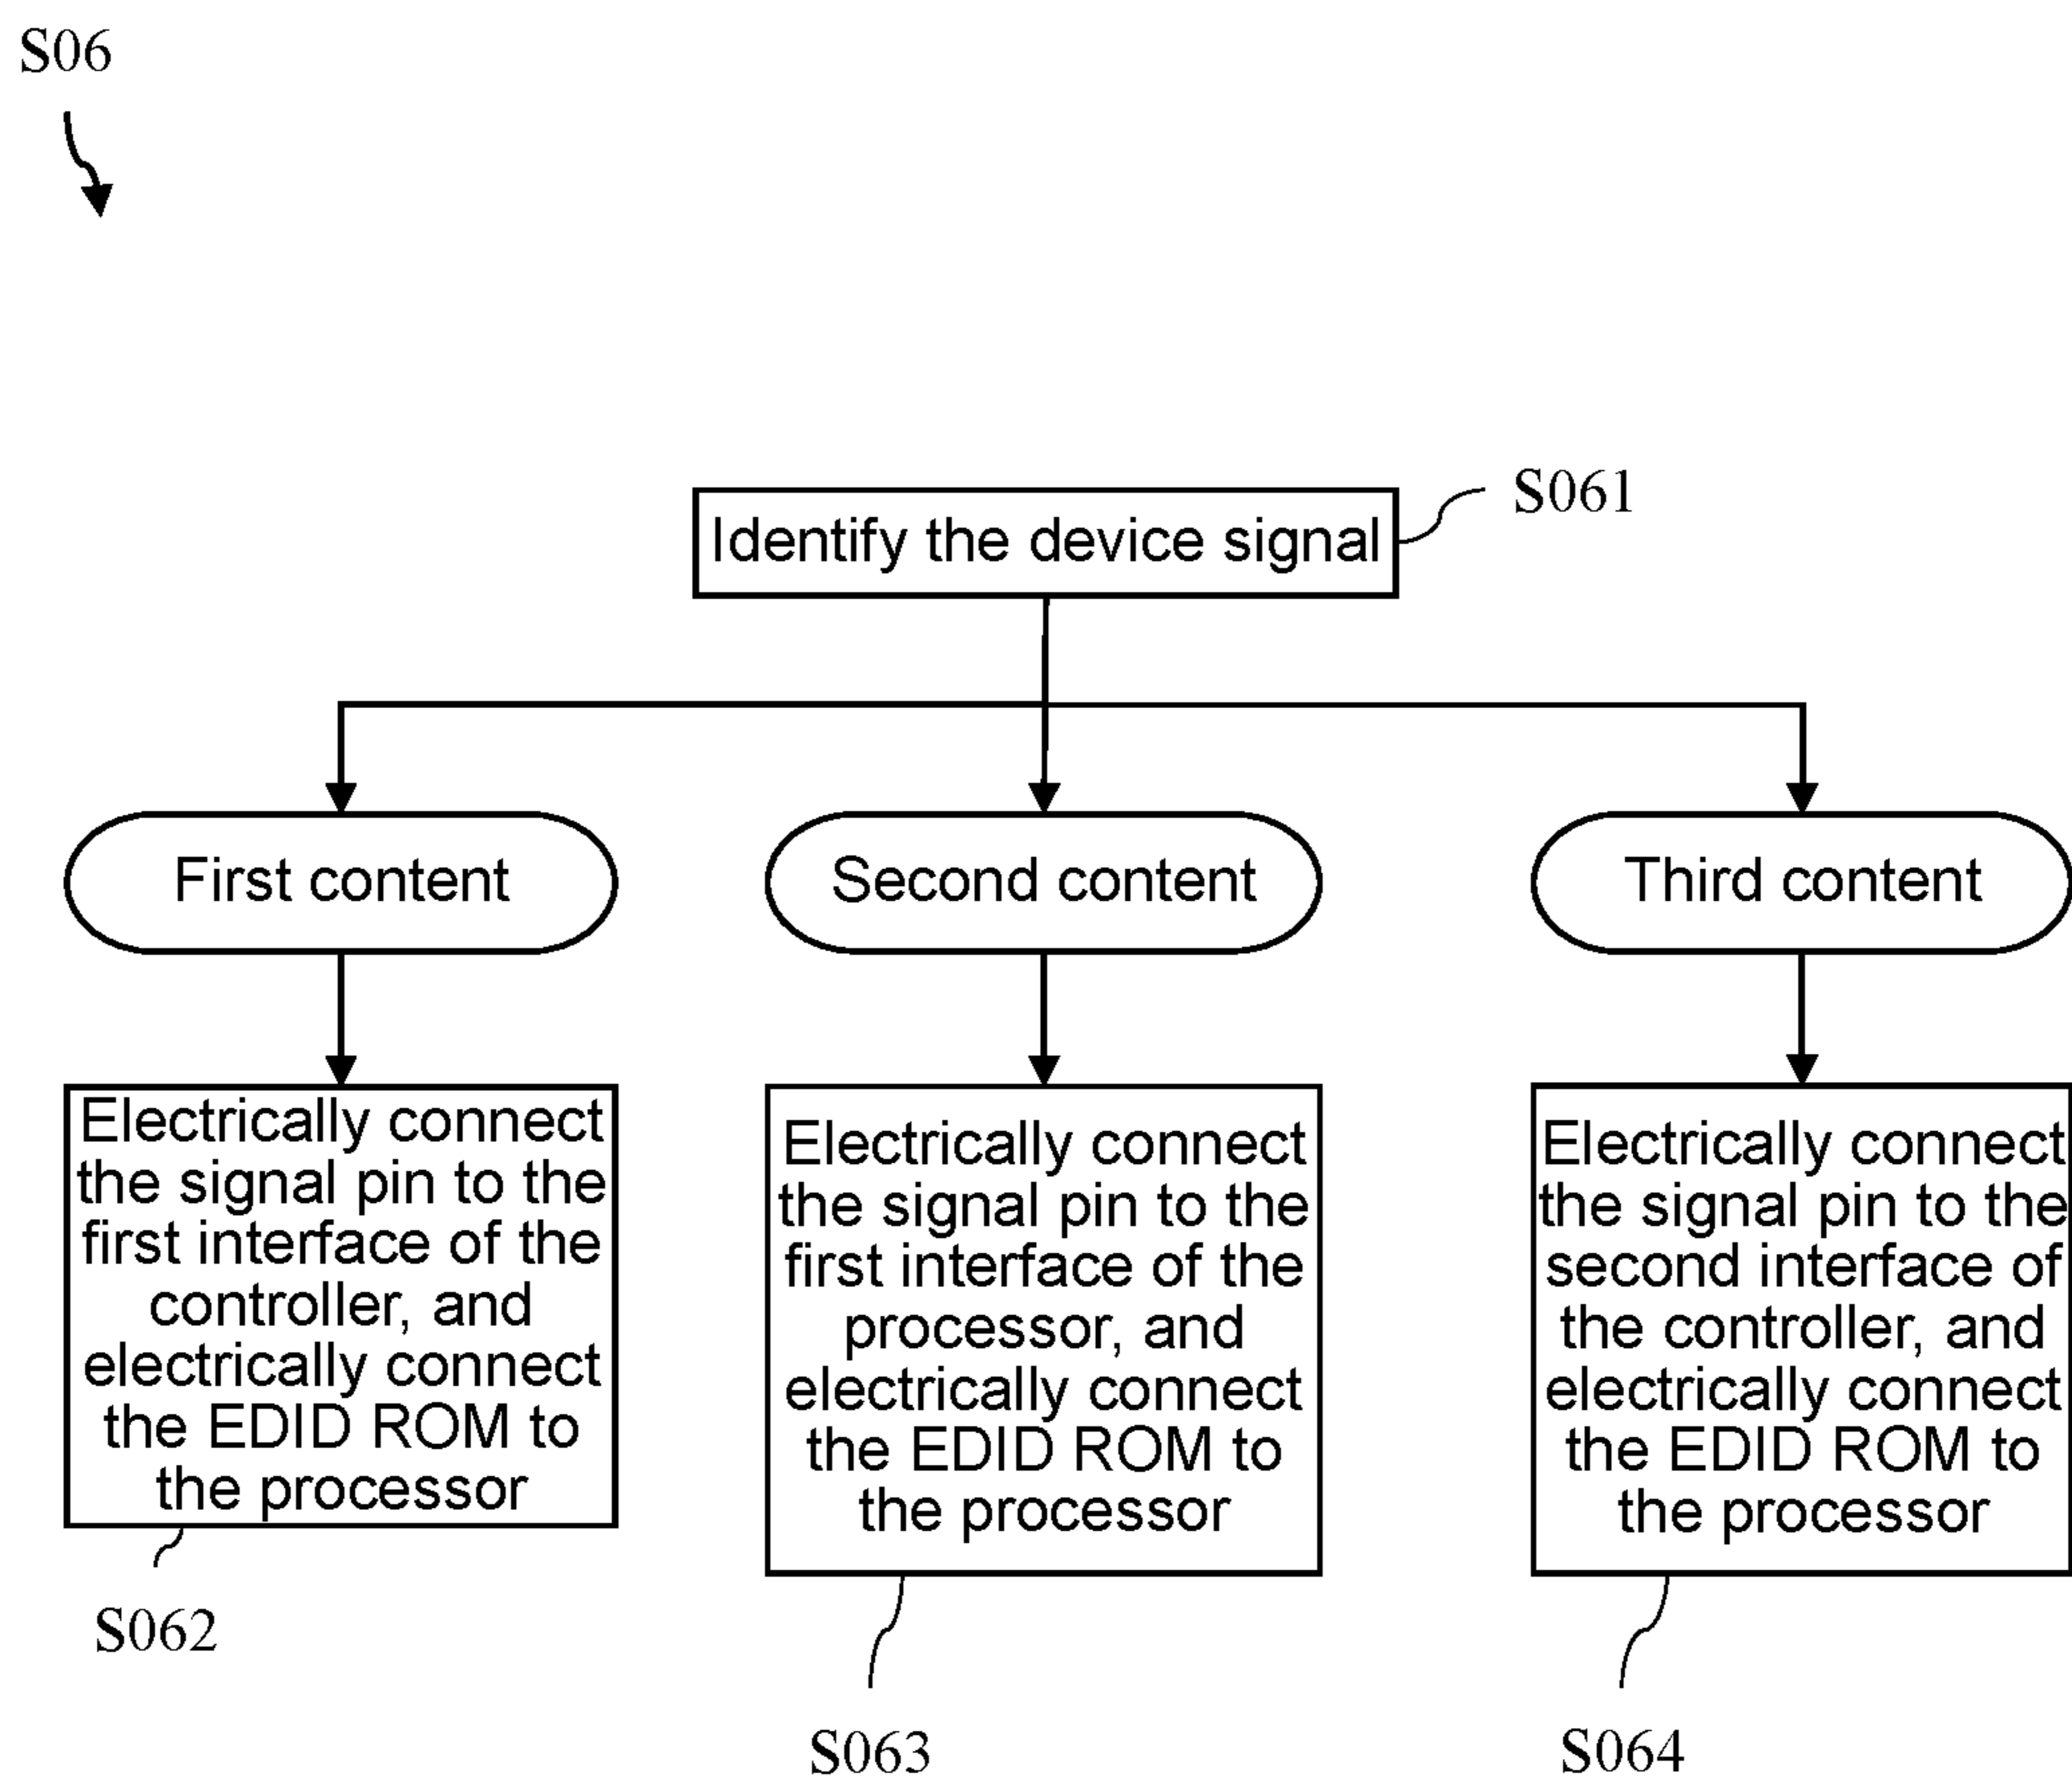 S06
S061
Identify the device signal
First content
Second content
Third content
Electrically connect
the signal pin to the
first interface of the
controller, and
electrically connect
the EDID ROM to
the processor
S062
Electrically connect
the signal pin to the
first interface of the
processor, and
electrically connect
the EDID ROM to
the processor
S063
Electrically connect
the signal pin to the
second interface of
the controller, and
electrically connect
the EDID ROM to
the processor
S064